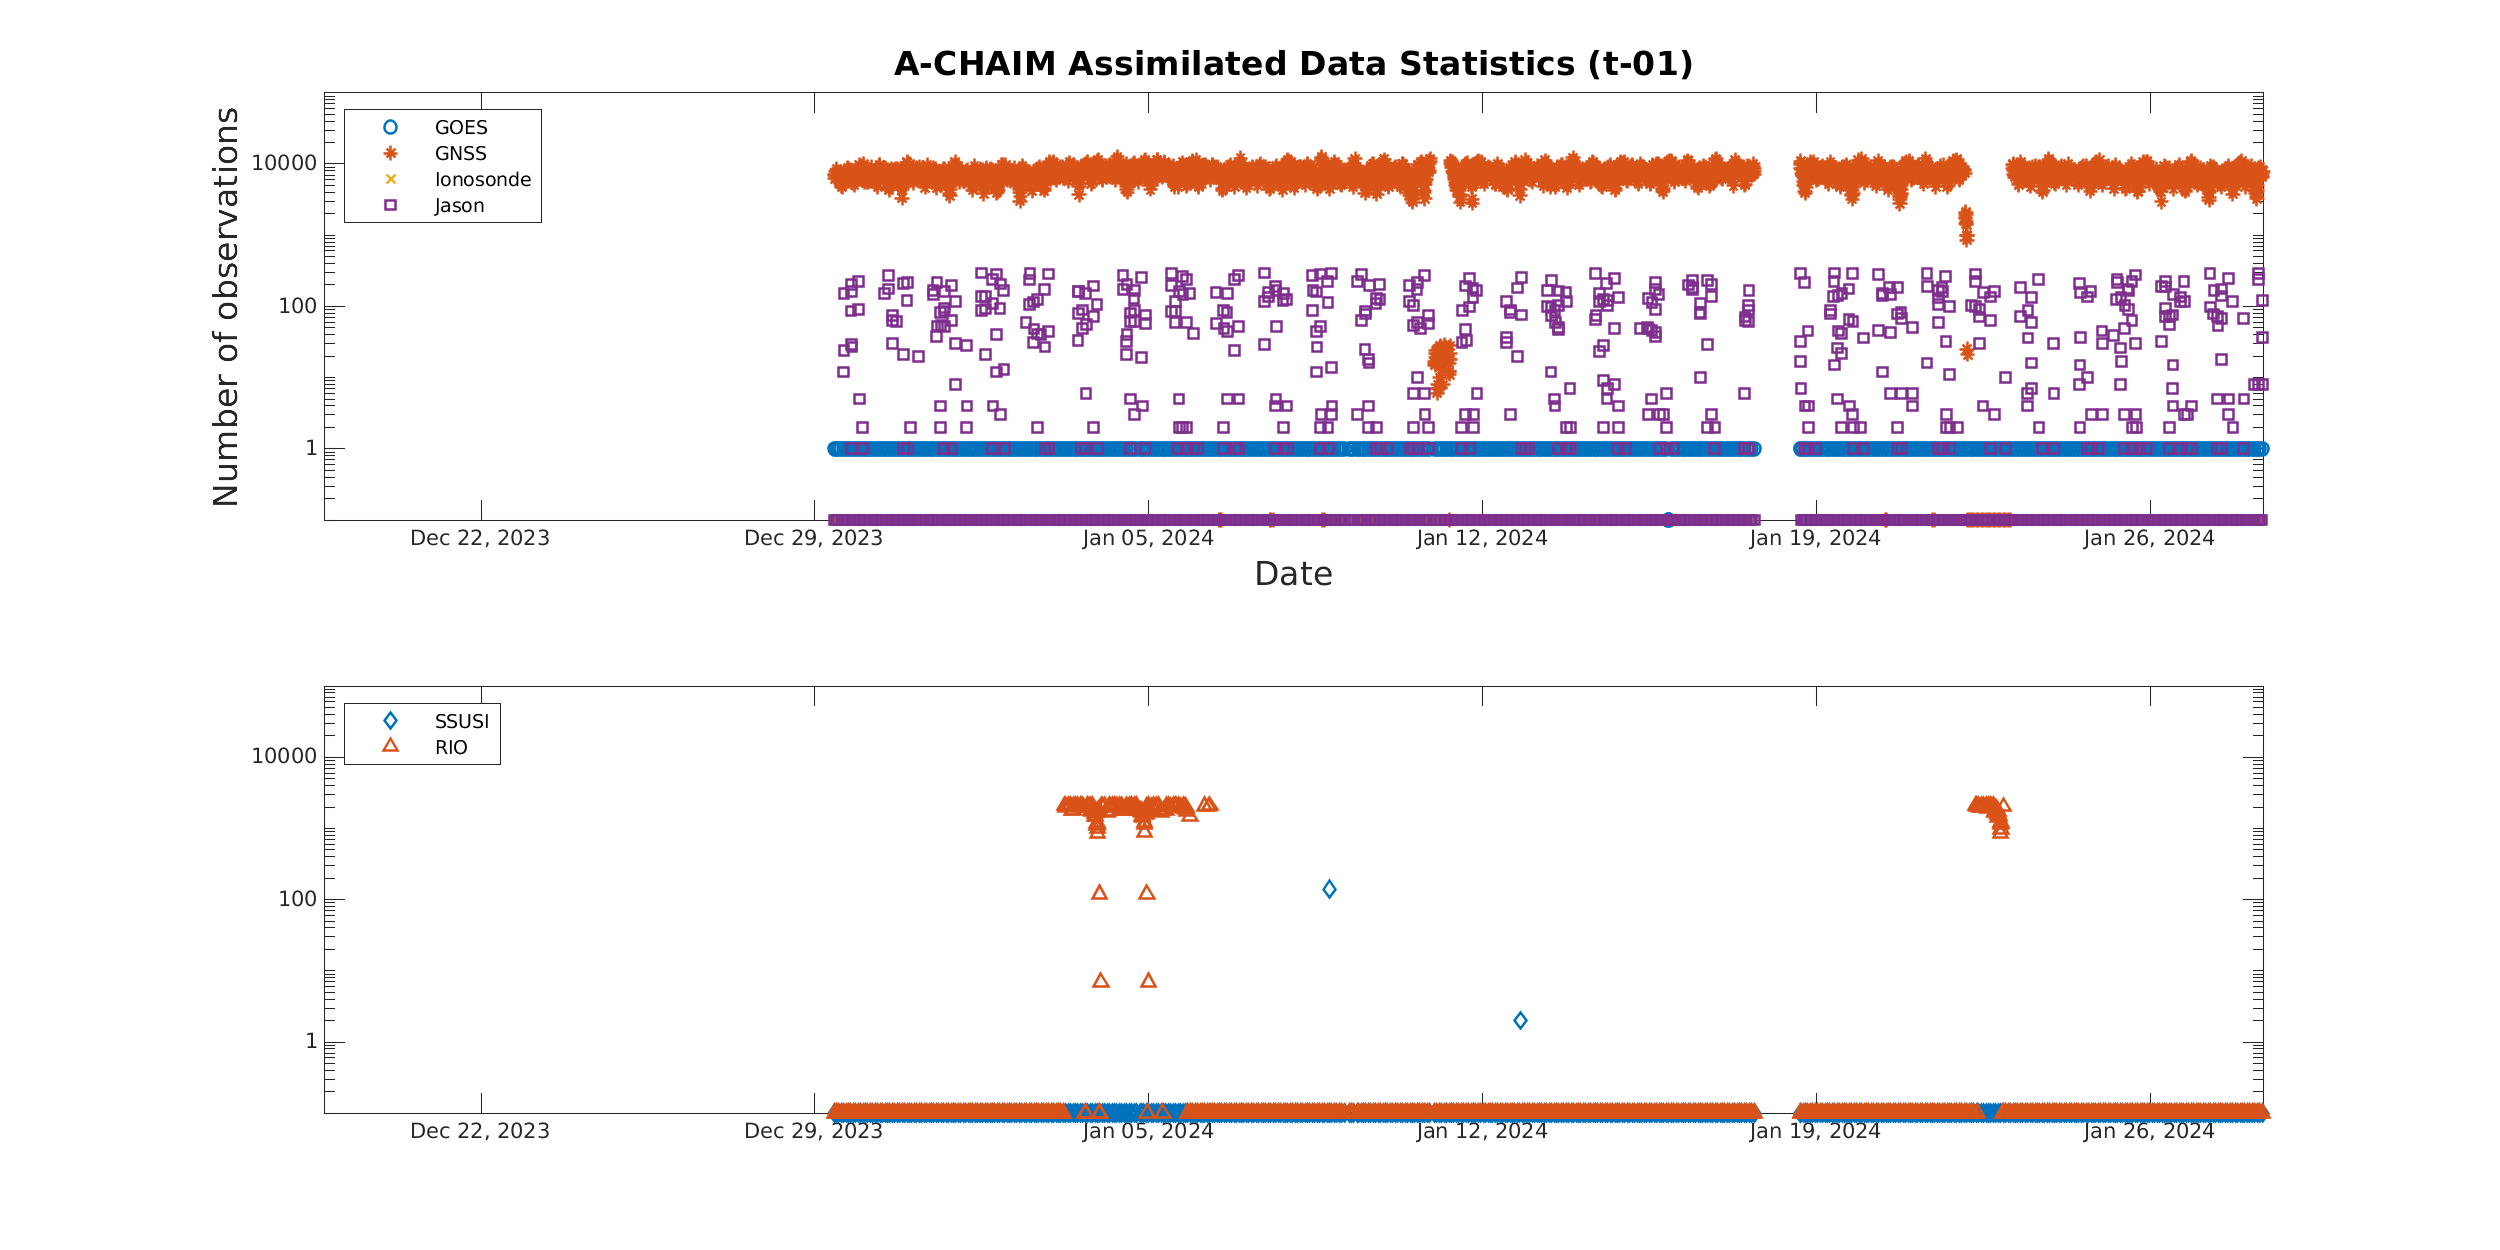 A-CHAIM Assimilated Data Statistics (t-01)
Number of observations
10000
100
1
GOES
GNSS
Ionosonde
Jason
Dec 22, 2023
Dec 29, 2023
Jan 05, 2024
Jan 12, 2024
Jan 19, 2024
Jan 26, 2024
Date
10000
100
1
SSUSI
RIO
Dec 22, 2023
Dec 29, 2023
Jan 05, 2024
Jan 12, 2024
Jan 19, 2024
Jan 26, 2024